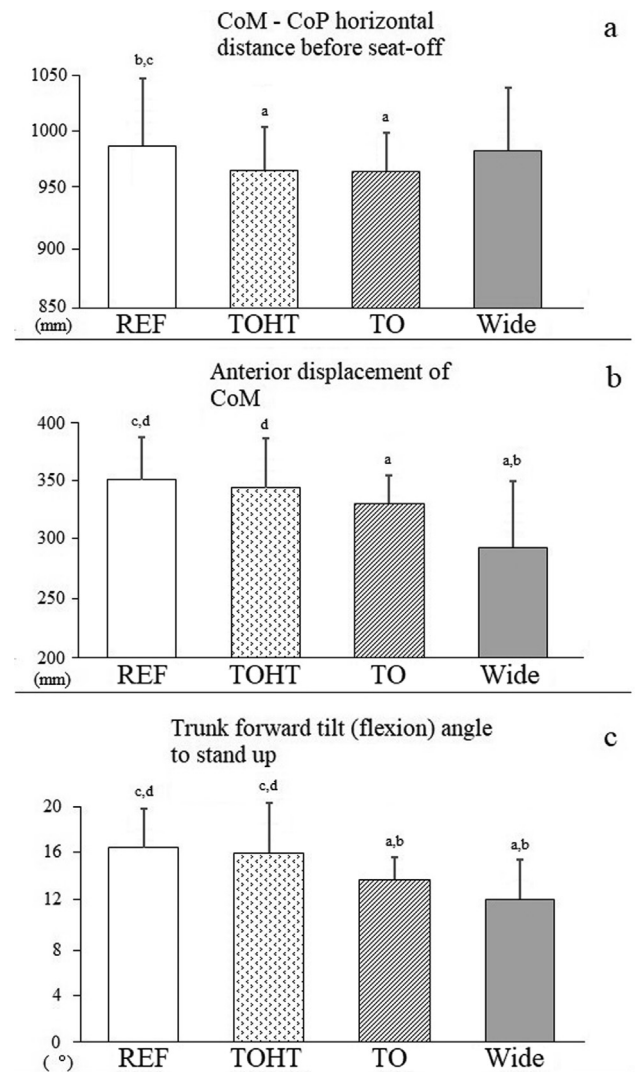 CoM - CoP horizontal
distance before seat-off
a
1050
1000
950
900
850
(mm)
b,c
a
a
REF
TOHT
TO
Wide
Anterior displacement of
CoM
b
400
350
300
250
200
(mm)
c,d
d
a
a,b
REF
TOHT
TO
Wide
Trunk forward tilt (flexion) angle
to stand up
c
20
16
12
8
4
0
( °)
c,d
c,d
a,b
a,b
REF
TOHT
TO
Wide